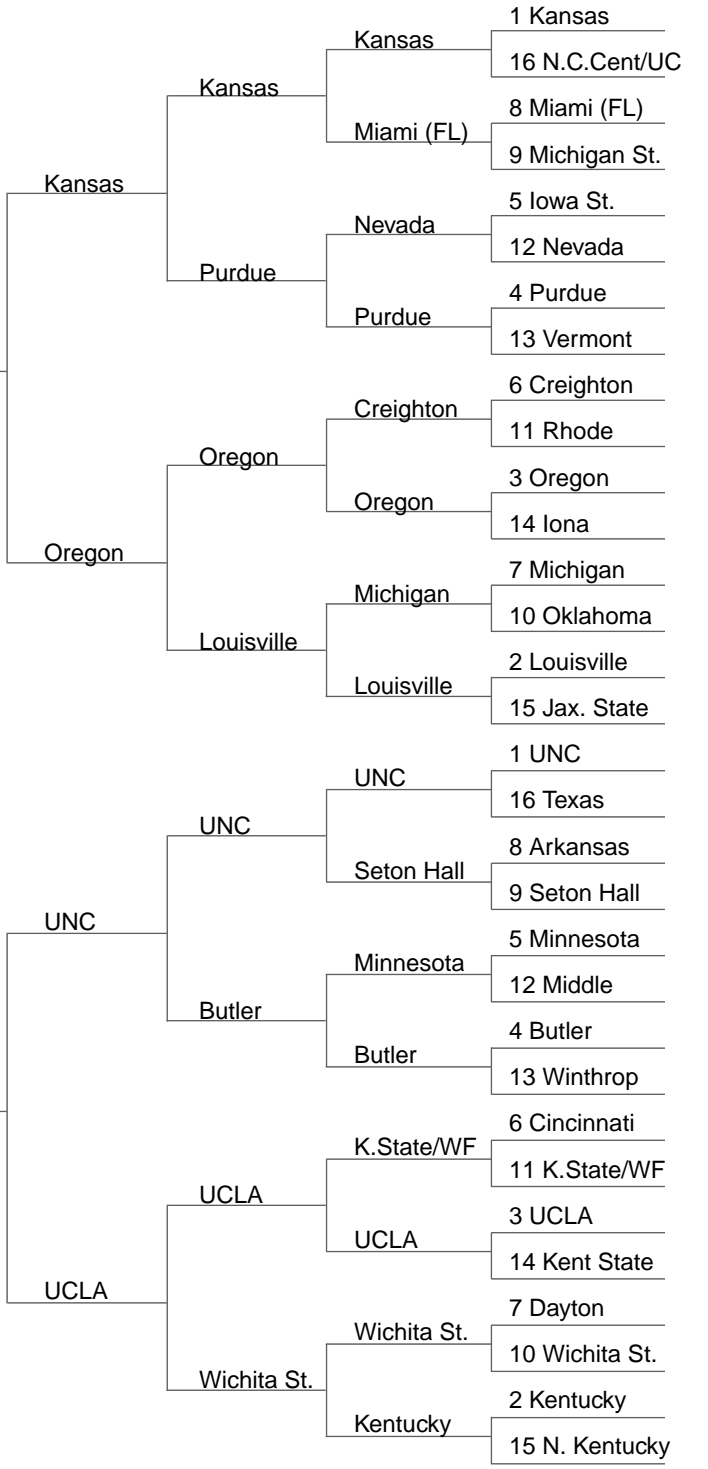 1 Kansas
Kansas
16 N.C.Cent/UC
Kansas
8 Miami (FL)
Miami (FL)
9 Michigan St.
Kansas
5 Iowa St.
Nevada
12 Nevada
Purdue
4 Purdue
Purdue
13 Vermont
6 Creighton
Creighton
11 Rhode
Oregon
3 Oregon
Oregon
14 Iona
Oregon
7 Michigan
Michigan
10 Oklahoma
Louisville
2 Louisville
Louisville
15 Jax. State
1 UNC
UNC
16 Texas
UNC
8 Arkansas
Seton Hall
9 Seton Hall
UNC
5 Minnesota
Minnesota
12 Middle
Butler
4 Butler
Butler
13 Winthrop
6 Cincinnati
K.State/WF
11 K.State/WF
UCLA
3 UCLA
UCLA
14 Kent State
UCLA
7 Dayton
Wichita St.
10 Wichita St.
Wichita St.
2 Kentucky
Kentucky
15 N. Kentucky